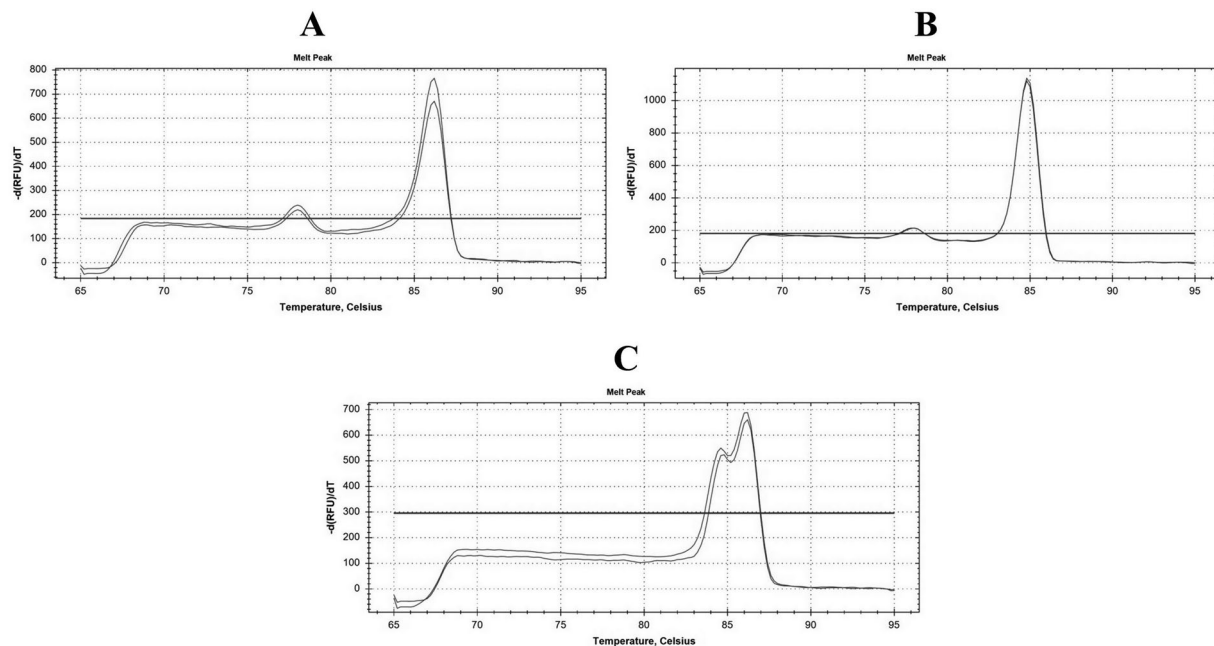 A
Melt Peak
-d(RFU)/dT
800
700
600
500
400
300
200
100
0
65 70 75 80 85 90 95
Temperature, Celsius
B
Melt Peak
-d(RFU)/dT
1000
800
600
400
200
0
65 70 75 80 85 90 95
Temperature, Celsius
C
Melt Peak
-d(RFU)/dT
700
600
500
400
300
200
100
0
65 70 75 80 85 90 95
Temperature, Celsius